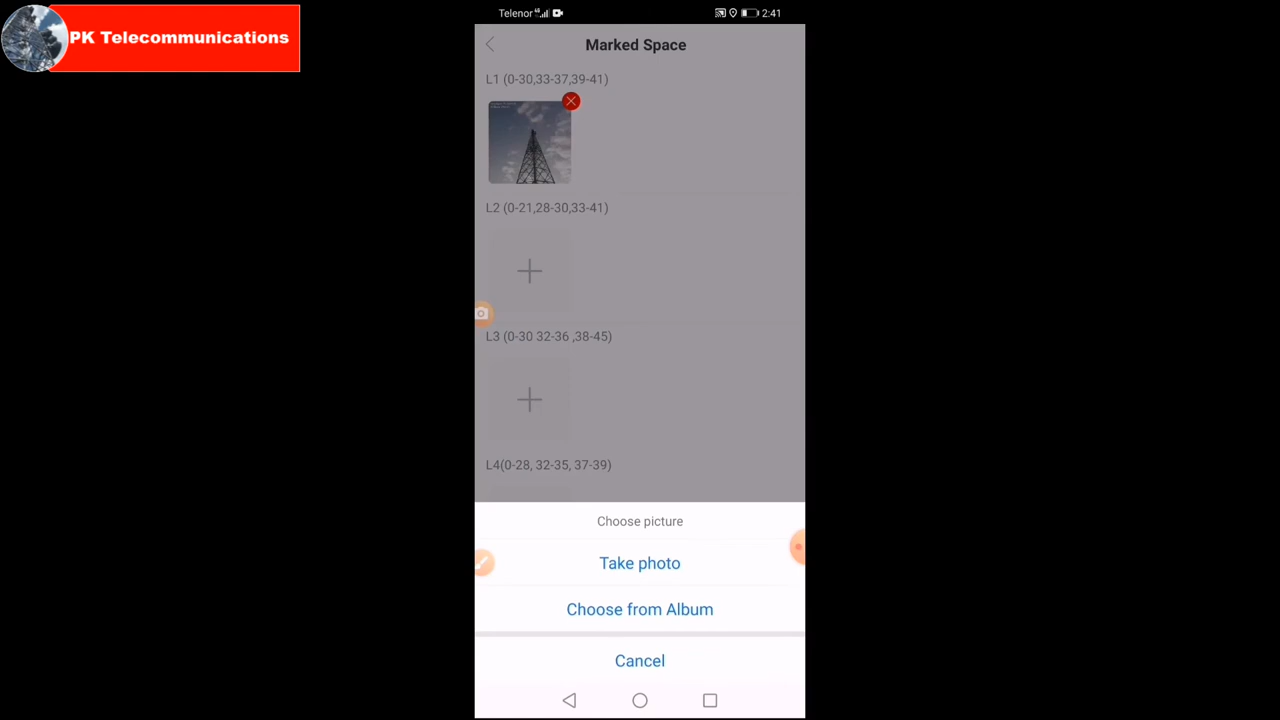 PK Telecommunications
Telenor 2:41
Marked Space
L1 (0-30,33-37,39-41)
L2 (0-21,28-30,33-41)
L3 (0-30 32-36 ,38-45)
L4(0-28, 32-35, 37-39)
Choose picture
Take photo
Choose from Album
Cancel